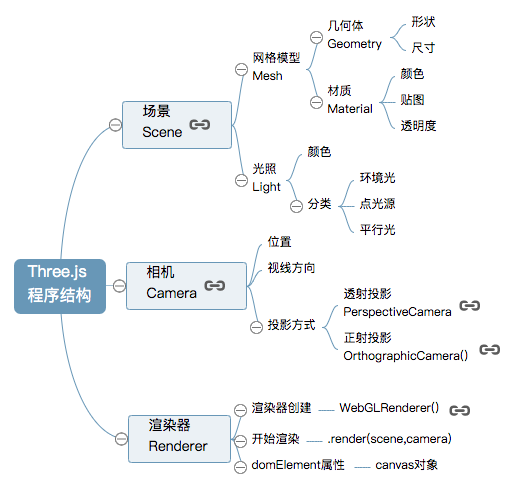 Three.js
程序结构
场景
Scene
网格模型
Mesh
几何体
Geometry
形状
尺寸
材质
Material
颜色
贴图
透明度
光照
Light
颜色
分类
环境光
点光源
平行光
相机
Camera
位置
视线方向
投影方式
透射投影
PerspectiveCamera
正射投影
OrthographicCamera()
渲染器
Renderer
渲染器创建
WebGLRenderer()
开始渲染
.render(scene,camera)
domElement属性
canvas对象